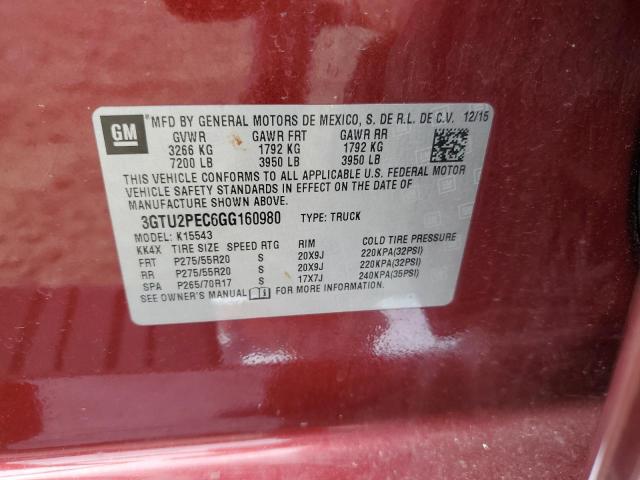 GM
MFD BY GENERAL MOTORS DE MEXICO, S. DE R.L. DE C.V. 12/15
GVWR GAWR FRT GAWR RR
3266 KG 1792 KG 1792 KG
7200 LB 3950 LB 3950 LB
THIS VEHICLE CONFORMS TO ALL APPLICABLE U.S. FEDERAL MOTOR
VEHICLE SAFETY STANDARDS IN EFFECT ON THE DATE OF
MANUFACTURE SHOWN ABOVE.
3GTU2PEC6GG160980 TYPE: TRUCK
MODEL: K15543
KK4X TIRE SIZE SPEED RTG RIM COLD TIRE PRESSURE
FRT P275/55R20 S 20X9J 220KPA(32PSI)
RR P275/55R20 S 20X9J 220KPA(32PSI)
SPA P265/70R17 S 17X7J 240KPA(35PSI)
SEE OWNER'S MANUAL FOR MORE INFORMATION.